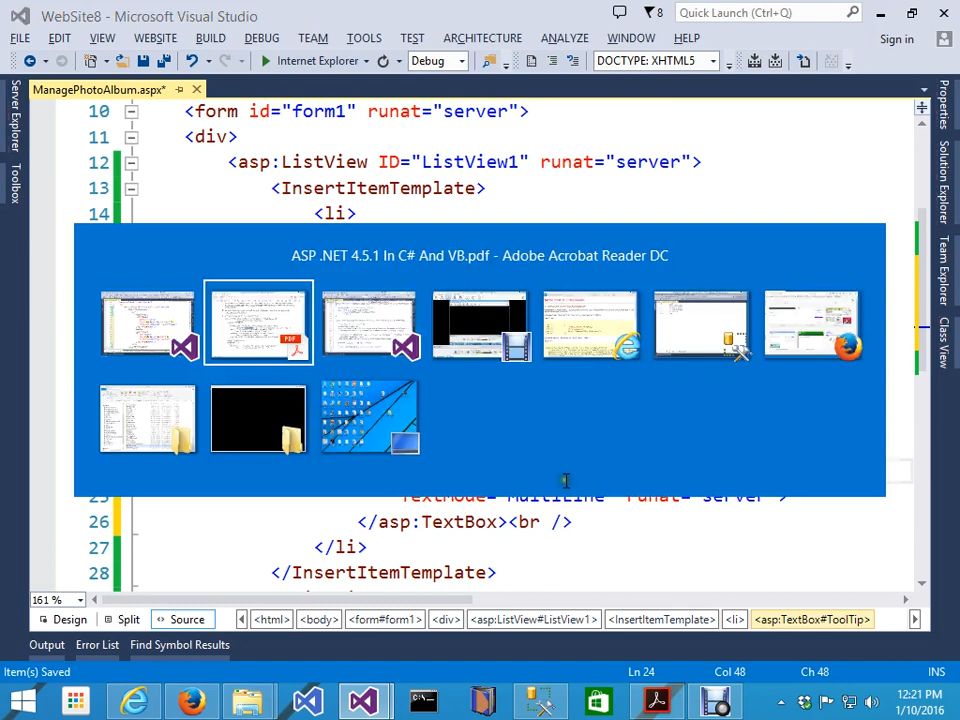 WebSite8 - Microsoft Visual Studio
8
Quick Launch (Ctrl+Q)
FILE EDIT VIEW WEBSITE BUILD DEBUG TEAM TOOLS TEST ARCHITECTURE ANALYZE WINDOW HELP
Sign in
Internet Explorer
Debug
DOCTYPE: XHTML5
ManagePhotoAlbum.aspx*
Server Explorer
Toolbox
Properties
Solution Explorer
Team Explorer
Class View
10 <form id="form1" runat="server">
11 <div>
12 <asp:ListView ID="ListView1" runat="server">
13 <InsertItemTemplate>
14 <li>
ASP .NET 4.5.1 In C# And VB.pdf - Adobe Acrobat Reader DC
PDF
TextMode="MultiLine" runat="server">
26 </asp:TextBox><br />
27 </li>
28 </InsertItemTemplate>
161 %
Design
Split
Source
<html> <body> <form#form1> <div> <asp:ListView#ListView1> <InsertItemTemplate> <li> <asp:TextBox#ToolTip>
Output Error List Find Symbol Results
Item(s) Saved
Ln 24
Col 48
Ch 48
INS
12:21 PM
1/10/2016